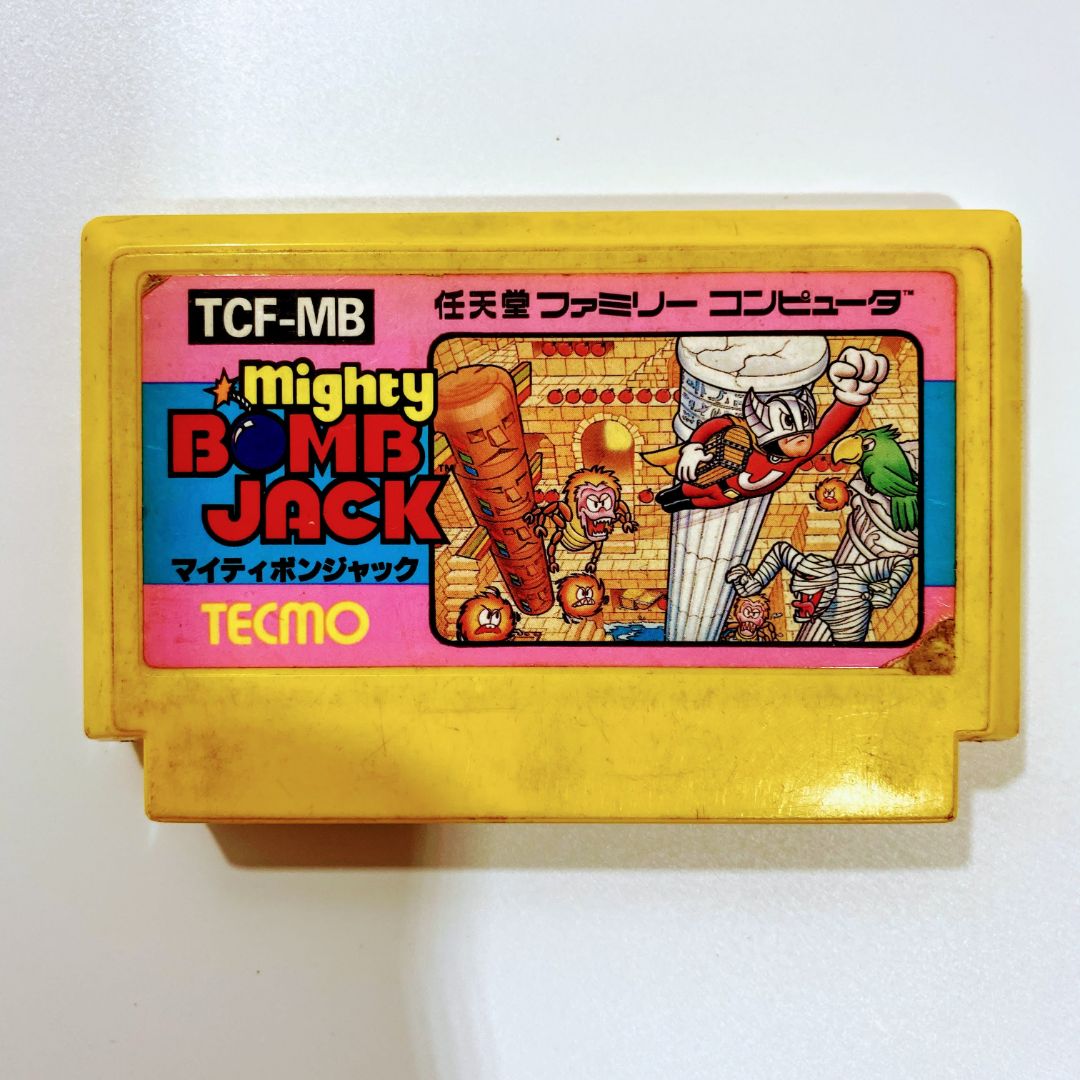 TCF-MB
任天堂 ファミリー コンピュータ™
mighty
BOMB
JACK™
マイティボンジャック
TECMO